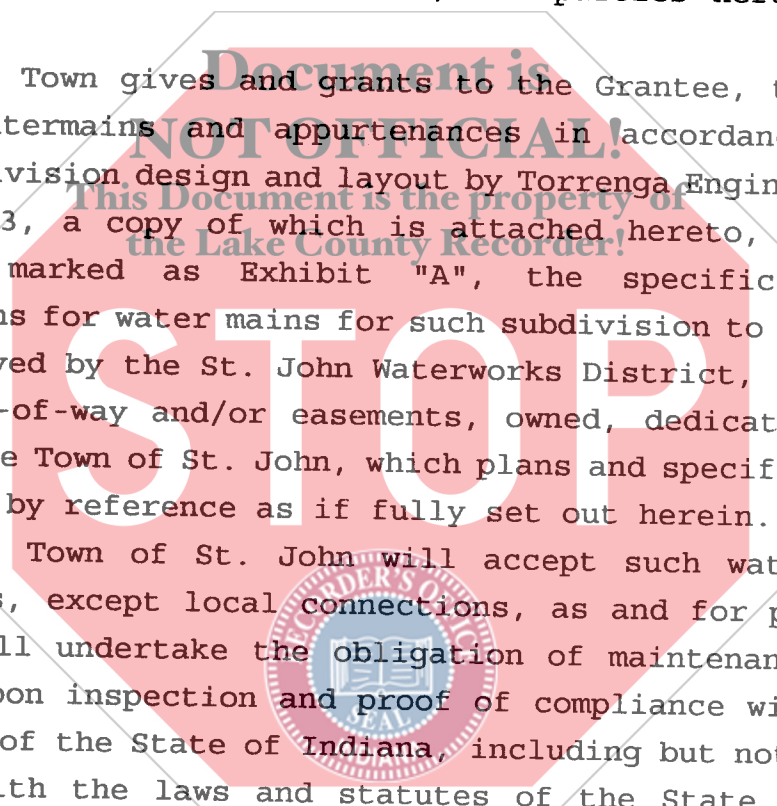 parties
Town gives and grants to the Grantee,
Document is
termains and appurtenances in accordan
NOT OFFICIAL!
vision design and layout by Torrenga Engin
This Document is the property of
3, a copy of which is attached hereto,
the Lake County Recorder!
marked as Exhibit "A", the specific
ns for water mains for such subdivision to
STOP
ved by the St. John Waterworks District,
-of-way and/or easements, owned, dedicat
e Town of St. John, which plans and specif
by reference as if fully set out herein.
Town of St. John will accept such wat
s, except local connections, as and for p
RECORDER'S OFFICE
ll undertake the obligation of maintenan
pon inspection and proof of compliance wi
SEAL
of the State of Indiana, including but not
INDIANA
ith the laws and statutes of the State